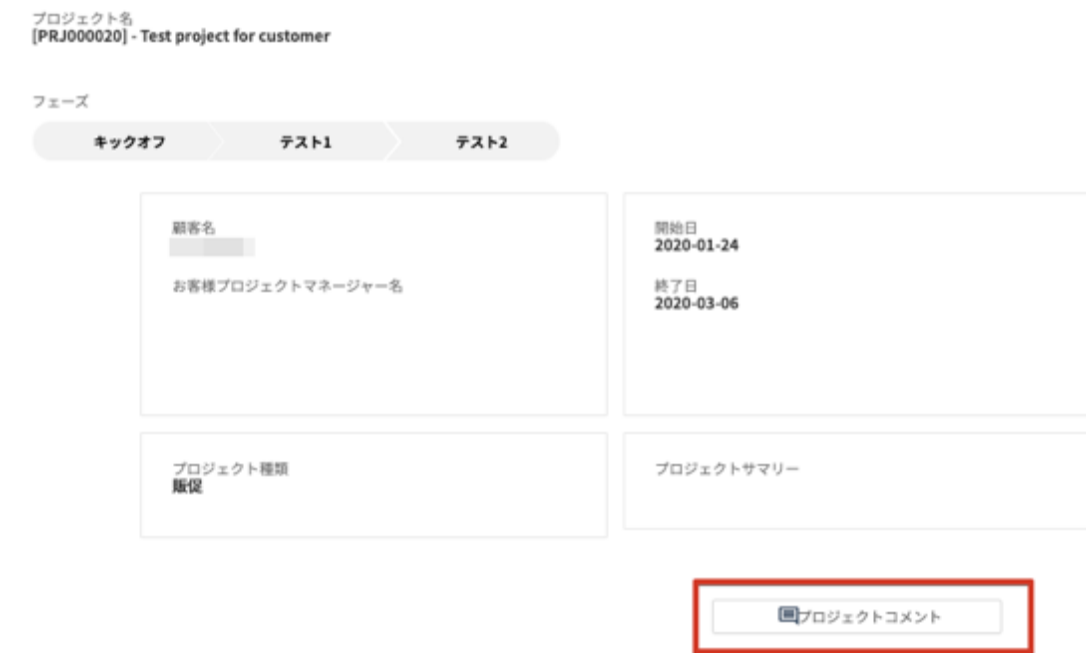 プロジェクト名
[PRJ000020] - Test project for customer
フェーズ
キックオフ
テスト1
テスト2
顧客名
お客様プロジェクトマネージャー名
開始日
2020-01-24
終了日
2020-03-06
プロジェクト種類
販促
プロジェクトサマリー
プロジェクトコメント